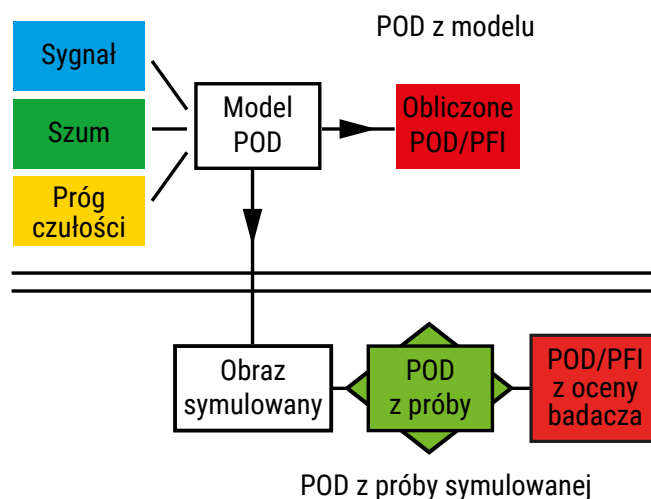 POD z modelu
Sygnał
Szum
Próg
czułości
Model
POD
Obliczone
POD/PFI
Obraz
symulowany
POD
z próby
POD/PFI
z oceny
badacza
POD z próby symulowanej